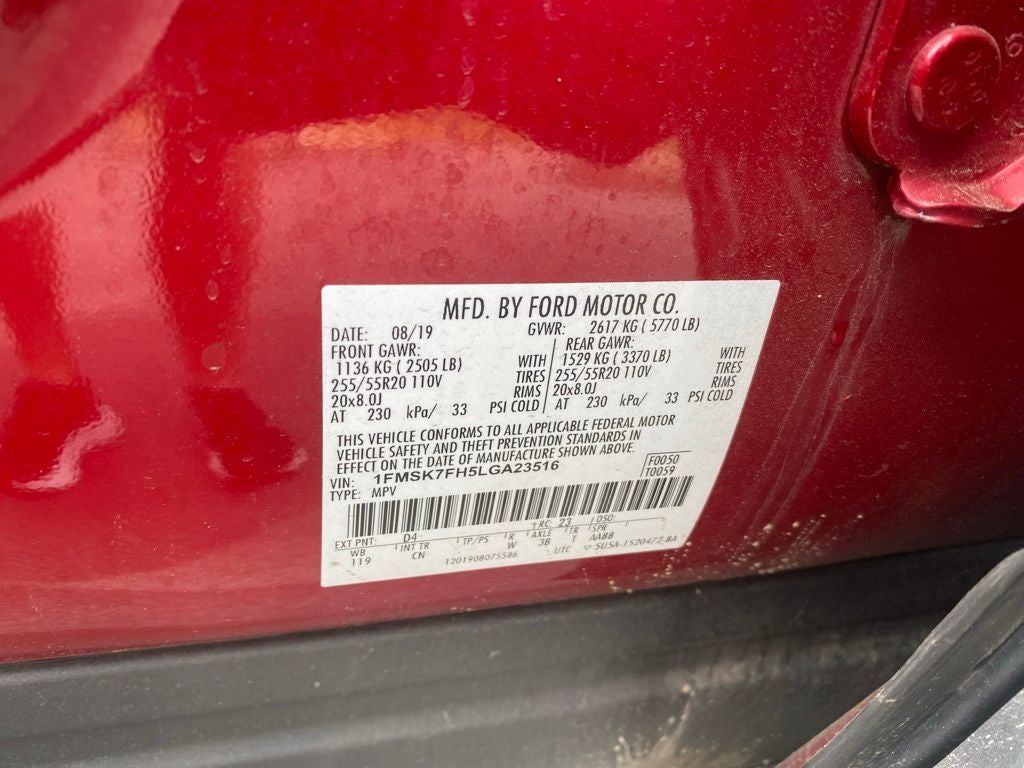 MFD. BY FORD MOTOR CO.
DATE: 08/19 GVWR: 2617 KG ( 5770 LB)
FRONT GAWR: REAR GAWR:
1136 KG ( 2505 LB) WITH 1529 KG ( 3370 LB) WITH
255/55R20 110V TIRES 255/55R20 110V TIRES
20x8.0J RIMS 20x8.0J RIMS
AT 230 kPa/ 33 PSI COLD AT 230 kPa/ 33 PSI COLD
THIS VEHICLE CONFORMS TO ALL APPLICABLE FEDERAL MOTOR
VEHICLE SAFETY AND THEFT PREVENTION STANDARDS IN
EFFECT ON THE DATE OF MANUFACTURE SHOWN ABOVE.
VIN: 1FMSK7FH5LGA23516 F0050
TYPE: MPV T0059
EXT PNT: D4 RC: 23 DSO:
WB INT TR TP/PS R AXLE TR SPR
119 CN W 3B T AABB
1201908075586 UTC 5U5A-1520472-BA